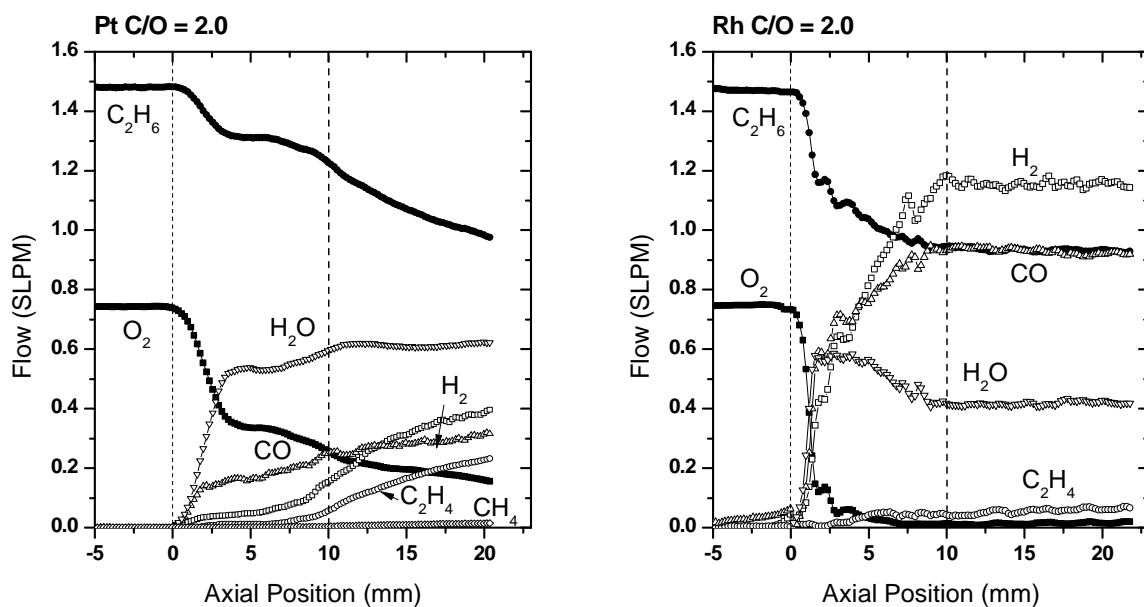 Pt C/O = 2.0
1.6
1.4
1.2
1.0
0.8
0.6
0.4
0.2
0.0
Flow (SLPM)
C₂H₆
O₂
H₂O
H₂
CO
C₂H₄
CH₄
-5 0 5 10 15 20
Axial Position (mm)
Rh C/O = 2.0
1.6
1.4
1.2
1.0
0.8
0.6
0.4
0.2
0.0
Flow (SLPM)
C₂H₆
H₂
O₂
CO
H₂O
C₂H₄
-5 0 5 10 15 20
Axial Position (mm)